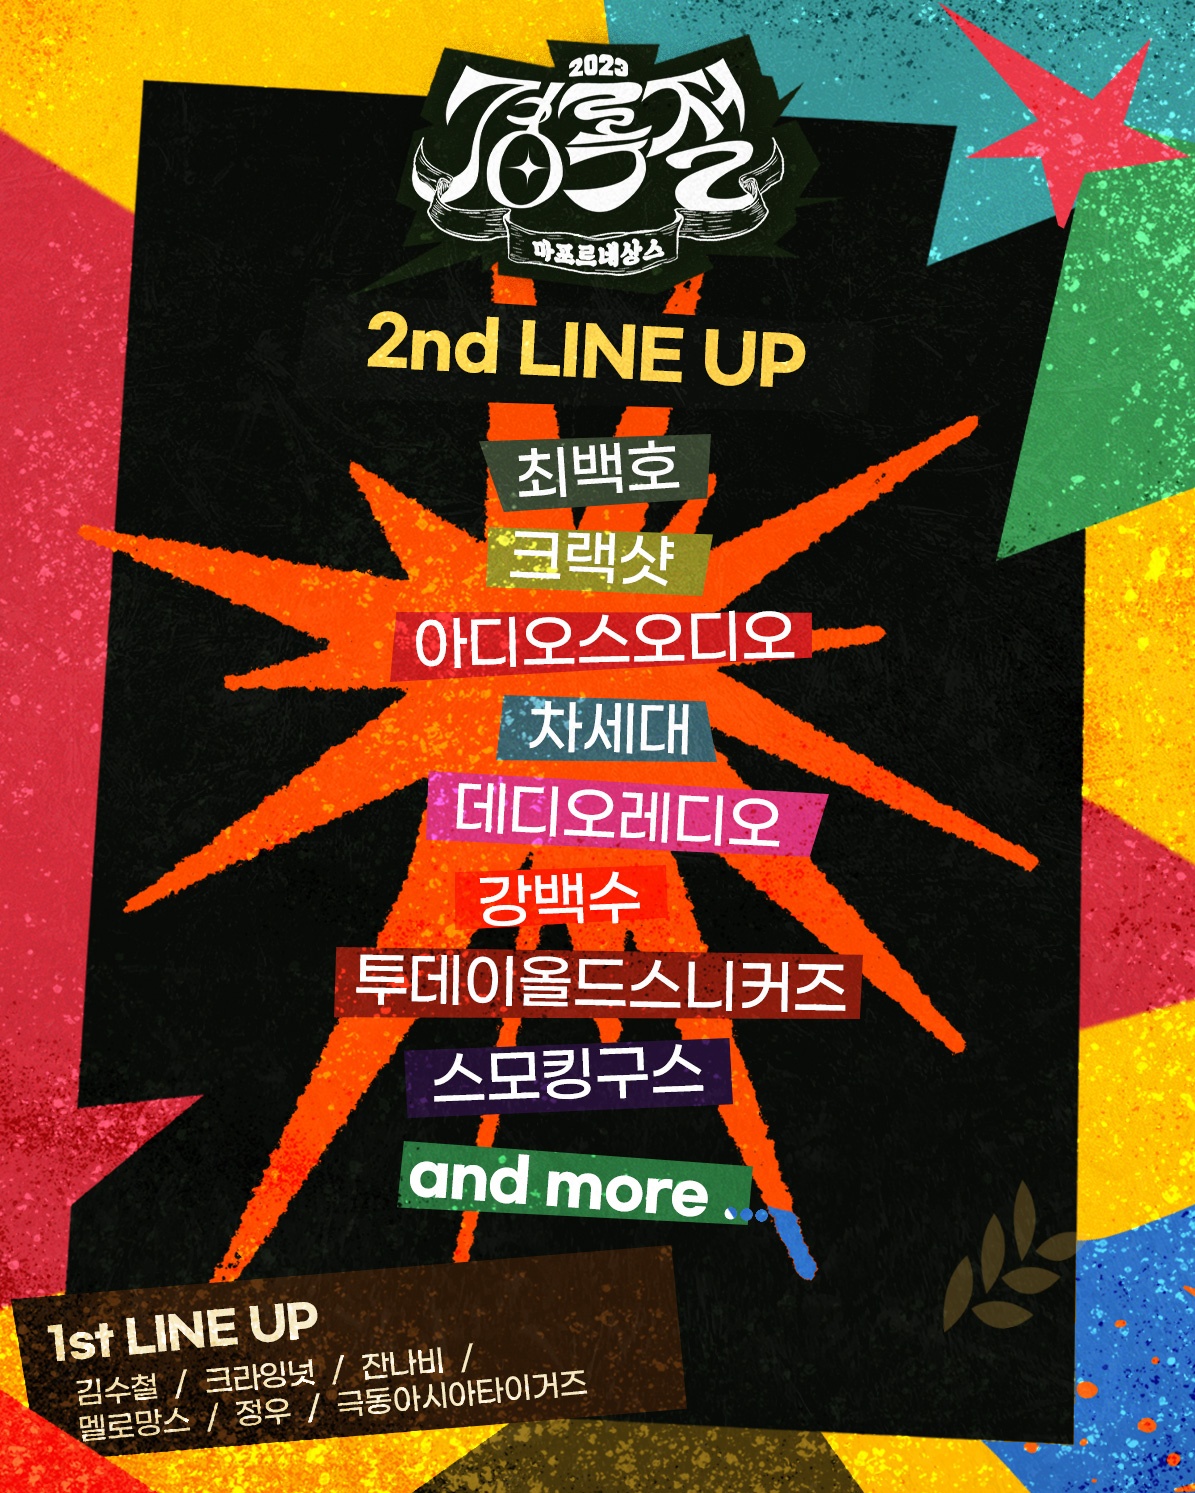 2023
경록절
마포르네상스
2nd LINE UP
최백호
크랙샷
아디오스오디오
차세대
데디오레디오
강백수
투데이올드스니커즈
스모킹구스
and more ....
1st LINE UP
김수철 / 크라잉넛 / 잔나비 /
멜로망스 / 정우 / 극동아시아타이거즈